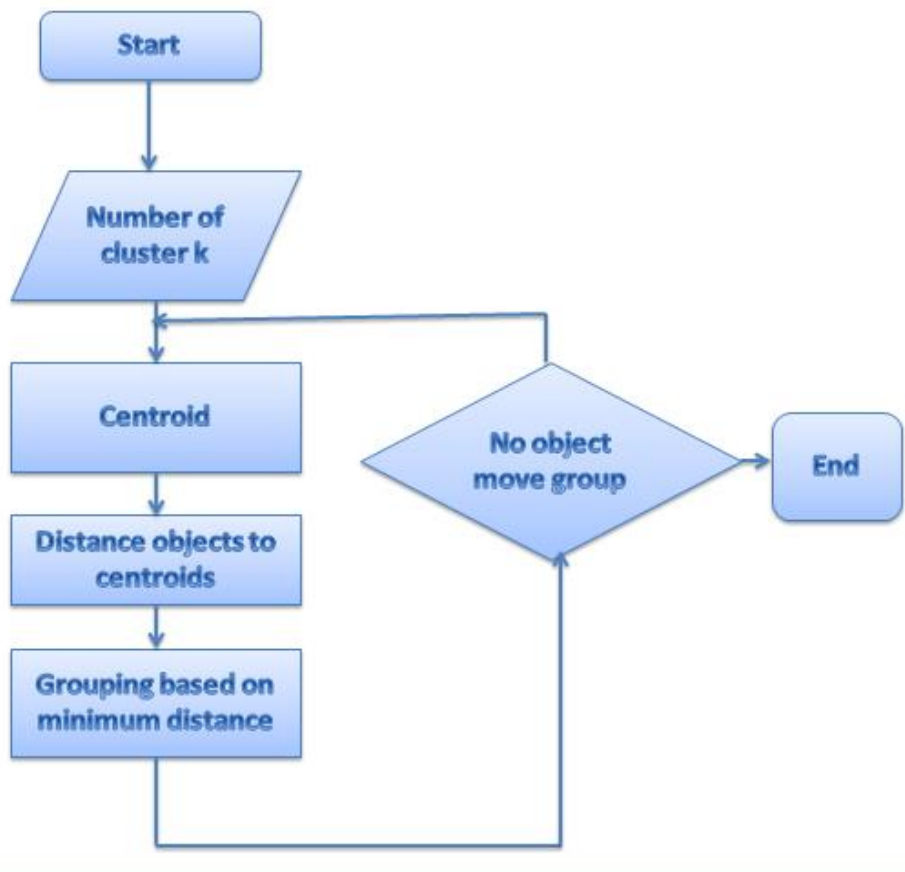 Start
Number of
cluster k
Centroid
Distance objects to
centroids
Grouping based on
minimum distance
No object
move group
End